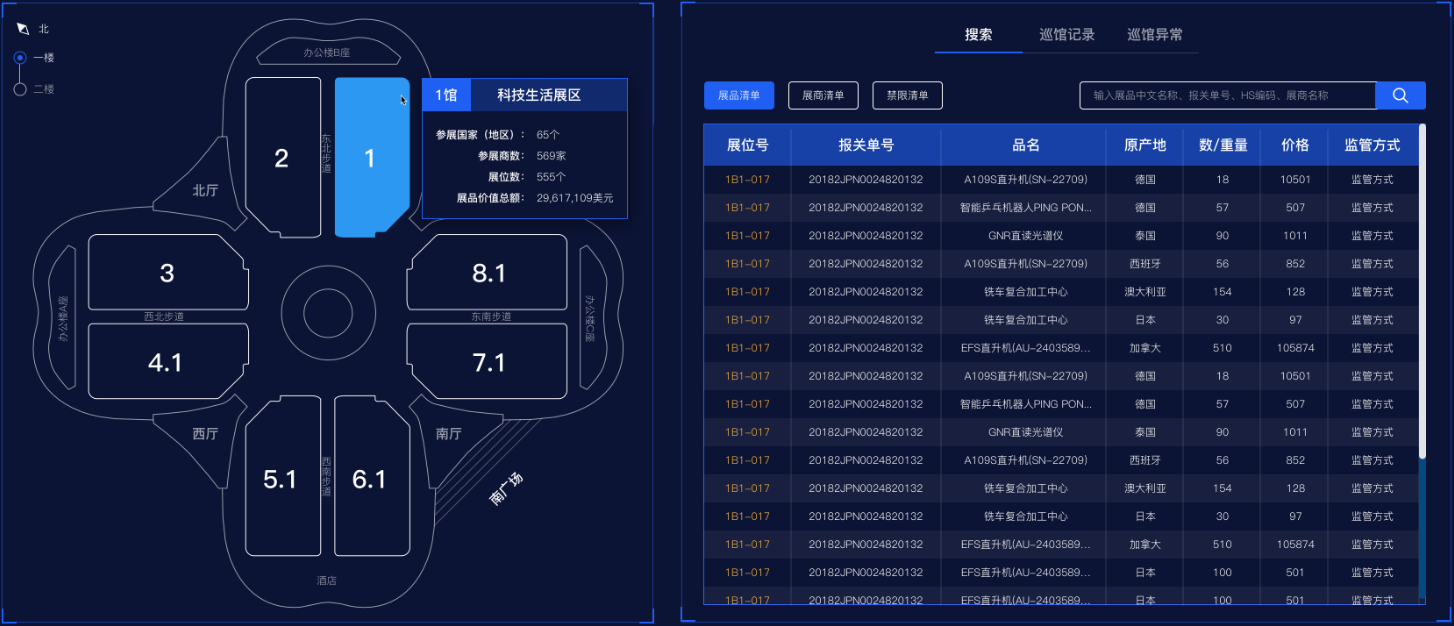 北
一楼
二楼
办公楼B座
2
东北步道
1
1馆 科技生活展区
参展国家（地区）： 65个
参展商数： 569家
展位数： 555个
展品价值总额： 29,617,109美元
北厅
3
8.1
办公楼A座
西北步道
东南步道
办公楼C座
4.1
7.1
西厅
南厅
5.1
西南步道
6.1
南广场
酒店
搜索 巡馆记录 巡馆异常
展品清单 展商清单 禁限清单 输入展品中文名称、报关单号、HS编码、展商名称
展位号 报关单号 品名 原产地 数/重量 价格 监管方式
1B1-017 20182JPN0024820132 A109S直升机(SN-22709) 德国 18 10501 监管方式
1B1-017 20182JPN0024820132 智能乒乓机器人PING PON... 德国 57 507 监管方式
1B1-017 20182JPN0024820132 GNR直读光谱仪 泰国 90 1011 监管方式
1B1-017 20182JPN0024820132 A109S直升机(SN-22709) 西班牙 56 852 监管方式
1B1-017 20182JPN0024820132 铣车复合加工中心 澳大利亚 154 128 监管方式
1B1-017 20182JPN0024820132 铣车复合加工中心 日本 30 97 监管方式
1B1-017 20182JPN0024820132 EFS直升机(AU-2403589... 加拿大 510 105874 监管方式
1B1-017 20182JPN0024820132 A109S直升机(SN-22709) 德国 18 10501 监管方式
1B1-017 20182JPN0024820132 智能乒乓机器人PING PON... 德国 57 507 监管方式
1B1-017 20182JPN0024820132 GNR直读光谱仪 泰国 90 1011 监管方式
1B1-017 20182JPN0024820132 A109S直升机(SN-22709) 西班牙 56 852 监管方式
1B1-017 20182JPN0024820132 铣车复合加工中心 澳大利亚 154 128 监管方式
1B1-017 20182JPN0024820132 铣车复合加工中心 日本 30 97 监管方式
1B1-017 20182JPN0024820132 EFS直升机(AU-2403589... 加拿大 510 105874 监管方式
1B1-017 20182JPN0024820132 EFS直升机(AU-2403589... 日本 100 501 监管方式
1B1-017 20182JPN0024820132 EFS直升机(AU-2403589... 日本 100 501 监管方式